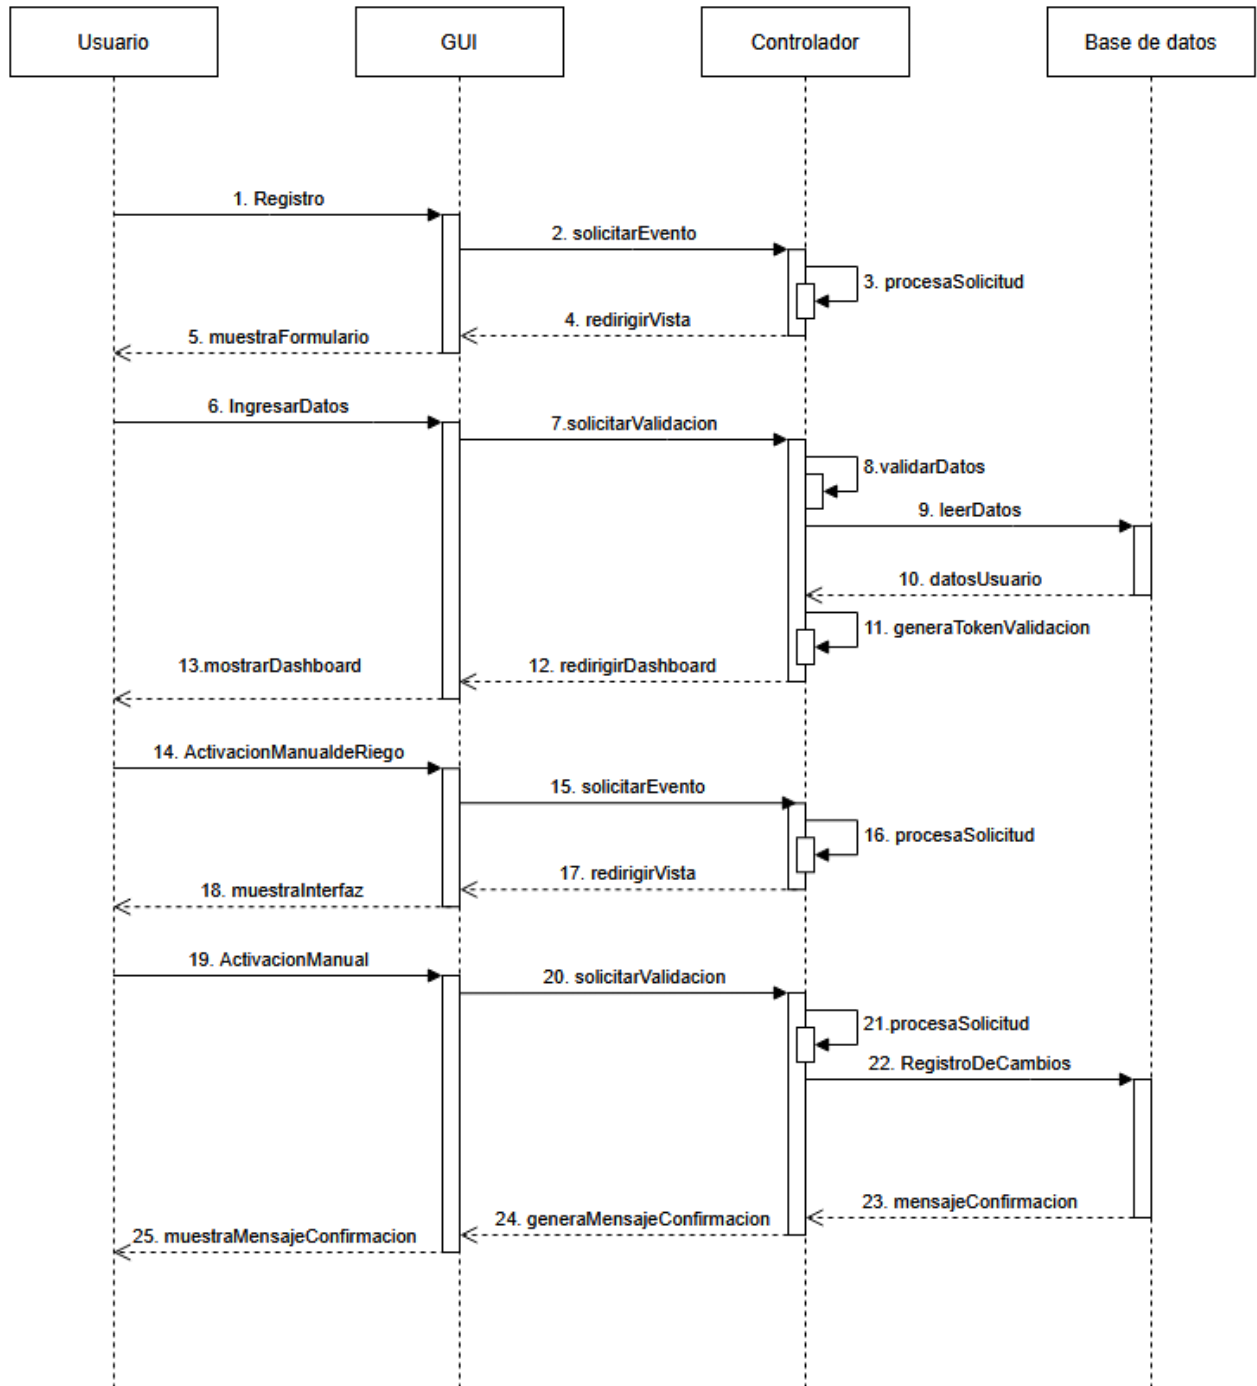 Usuario
GUI
Controlador
Base de datos
1. Registro
2. solicitarEvento
3. procesaSolicitud
4. redirigirVista
5. muestraFormulario
6. IngresarDatos
7.solicitarValidacion
8.validarDatos
9. leerDatos
10. datosUsuario
11. generaTokenValidacion
12. redirigirDashboard
13.mostrarDashboard
14. ActivacionManualdeRiego
15. solicitarEvento
16. procesaSolicitud
17. redirigirVista
18. muestraInterfaz
19. ActivacionManual
20. solicitarValidacion
21.procesaSolicitud
22. RegistroDeCambios
23. mensajeConfirmacion
24. generaMensajeConfirmacion
25. muestraMensajeConfirmacion